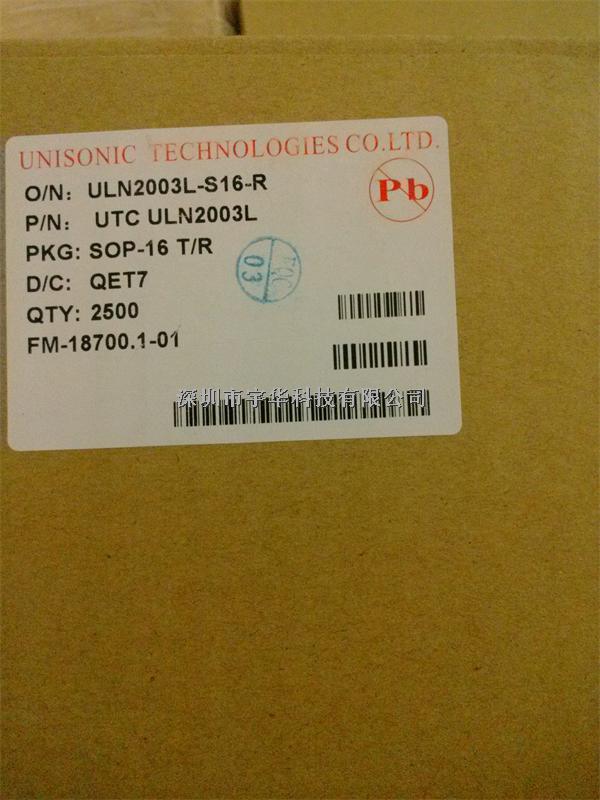 UNISONIC TECHNOLOGIES CO.LTD.
O/N: ULN2003L-S16-R
Pb
P/N: UTC ULN2003L
PKG: SOP-16 T/R
D/C: QET7
03
QTY: 2500
FM-18700.1-01
深圳市宇华科技有限公司